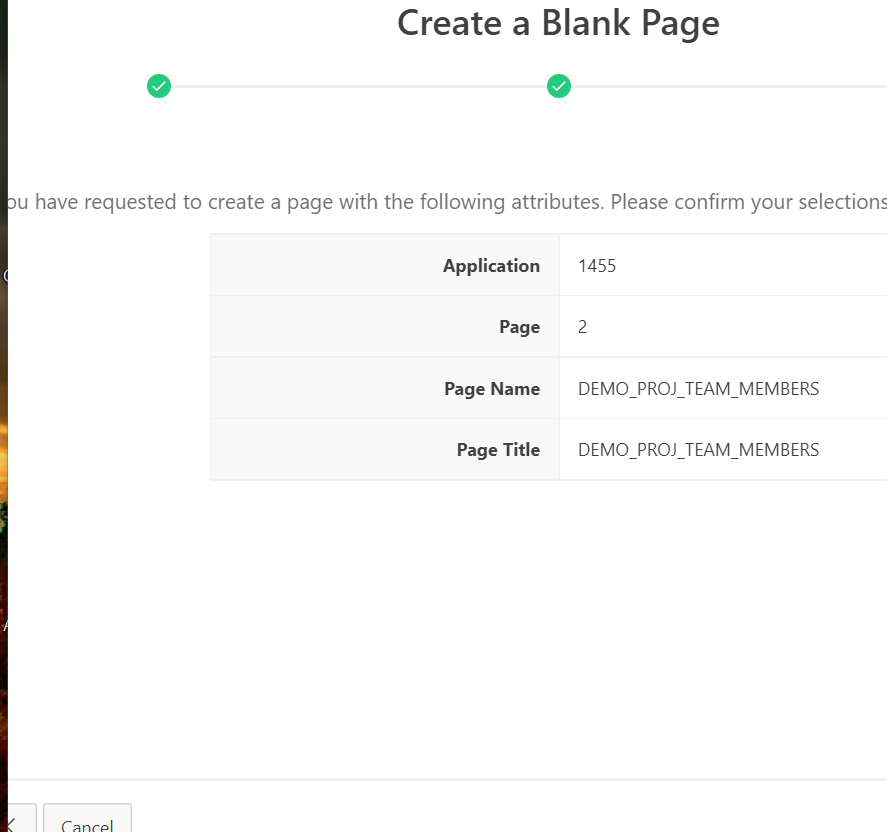 Create a Blank Page
ou have requested to create a page with the following attributes. Please confirm your selections
Application 1455
Page 2
Page Name DEMO_PROJ_TEAM_MEMBERS
Page Title DEMO_PROJ_TEAM_MEMBERS
Cancel